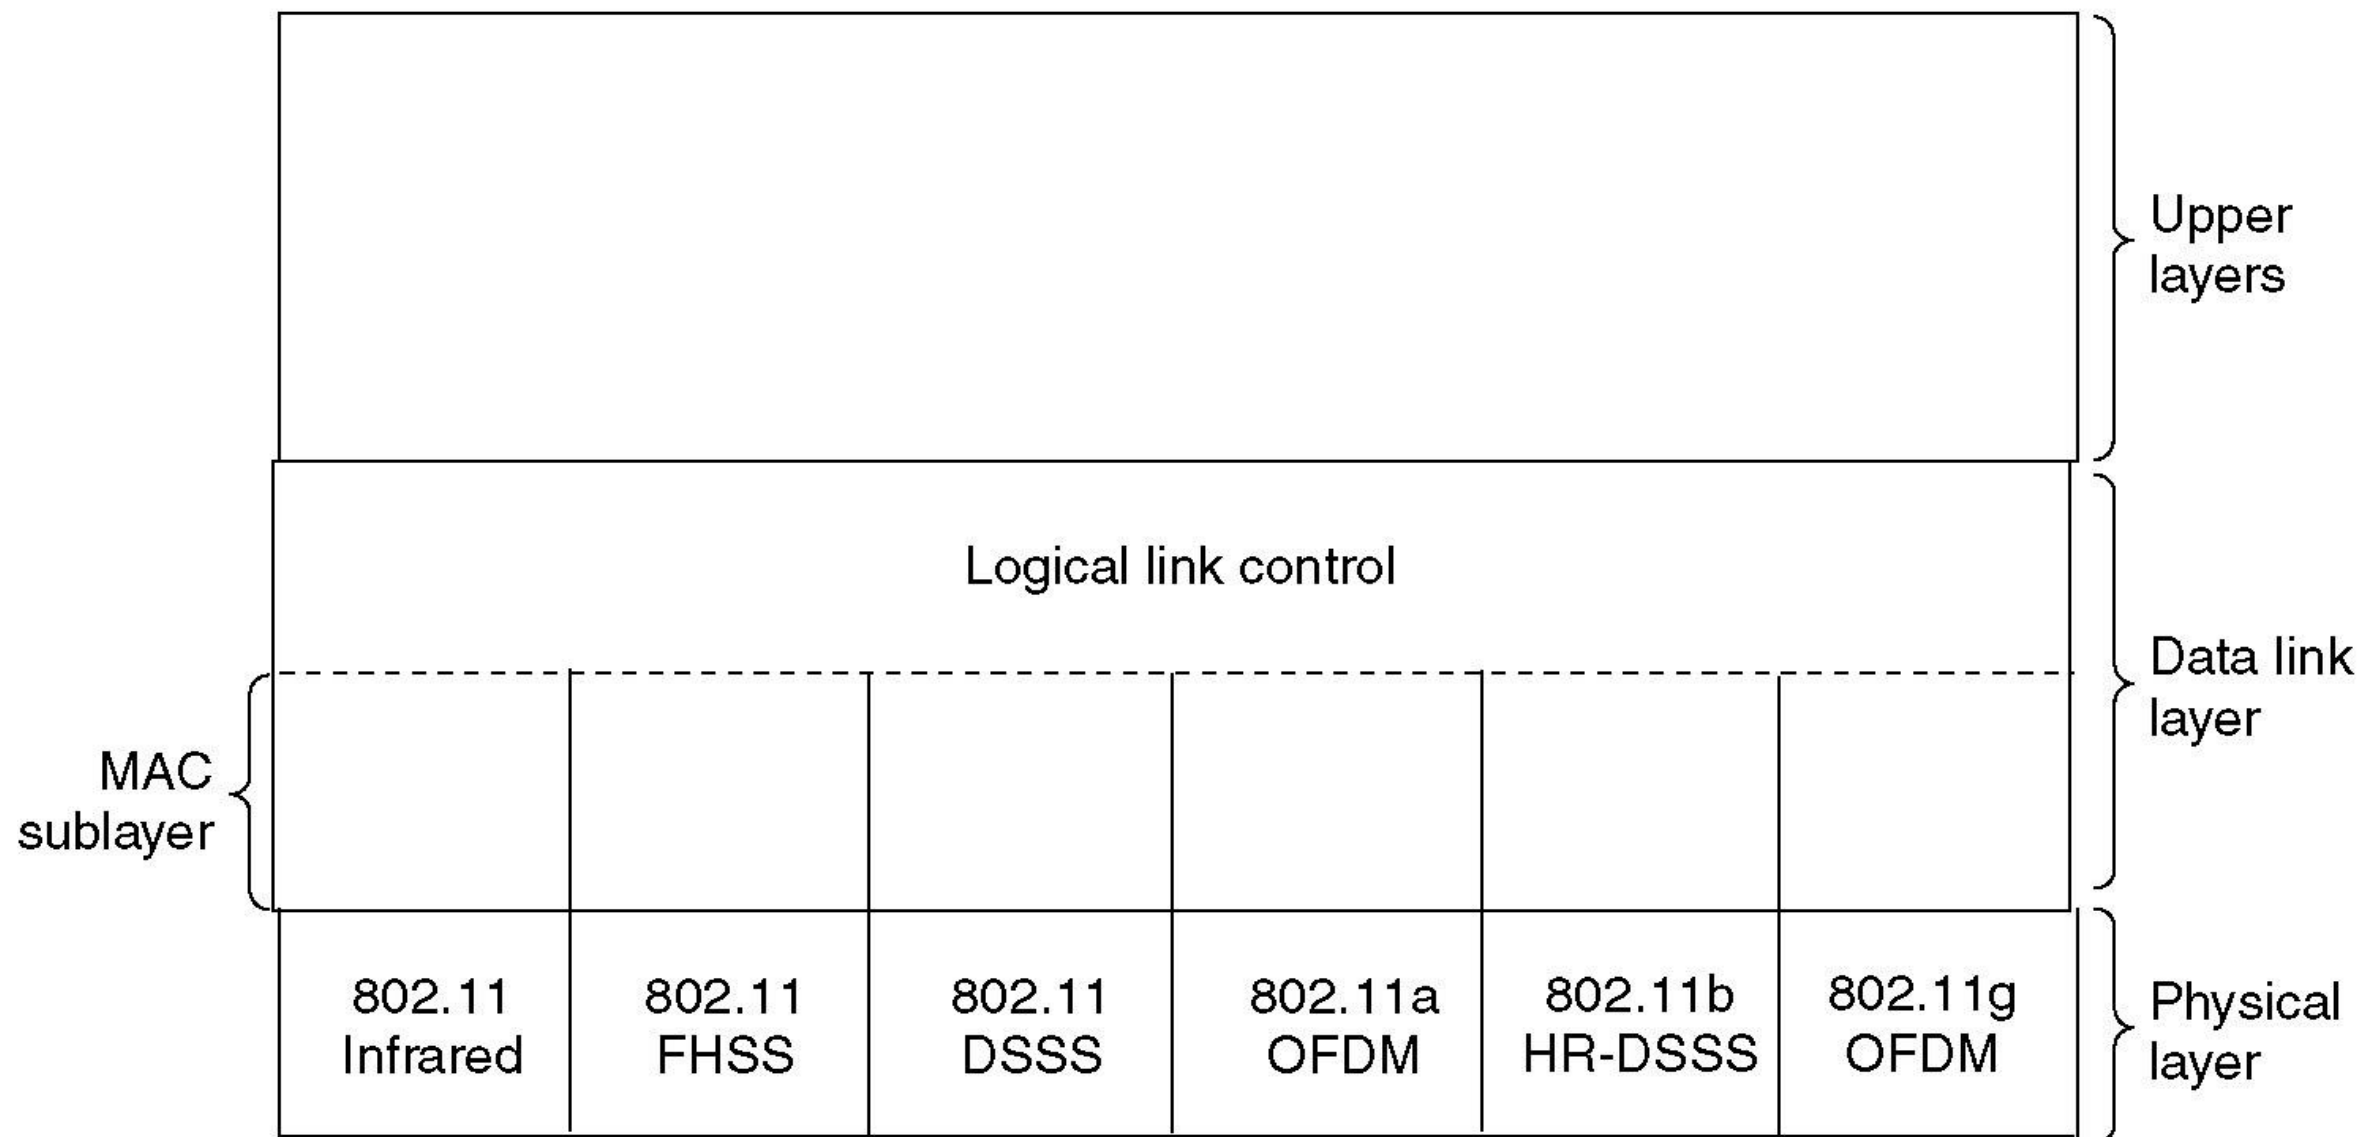 Upper
layers
Logical link control
Data link
layer
MAC
sublayer
802.11
Infrared
802.11
FHSS
802.11
DSSS
802.11a
OFDM
802.11b
HR-DSSS
802.11g
OFDM
Physical
layer